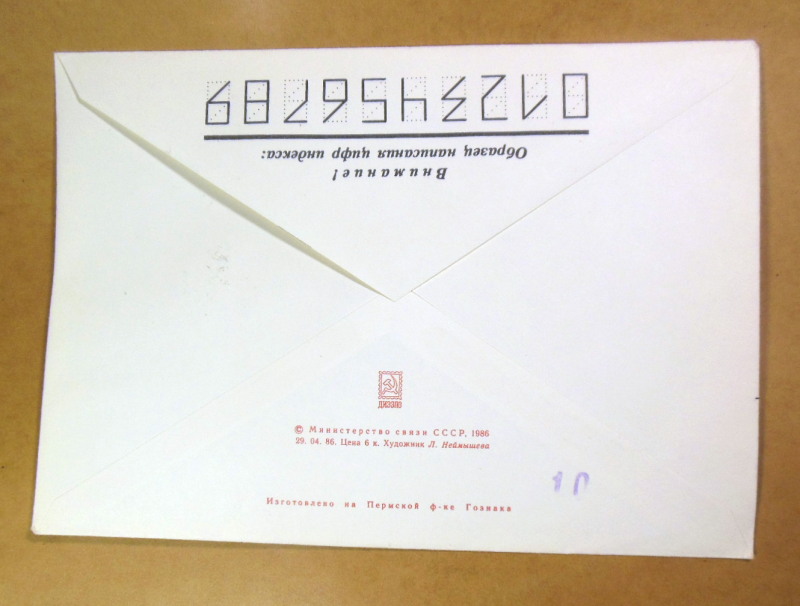 Внимание!
Образец написания цифр индекса:
0123456789
ДИЭЗПО
© Министерство связи СССР, 1986
29. 04. 86. Цена 6 к. Художник Л. Неймышева
Изготовлено на Пермской ф-ке Гознака